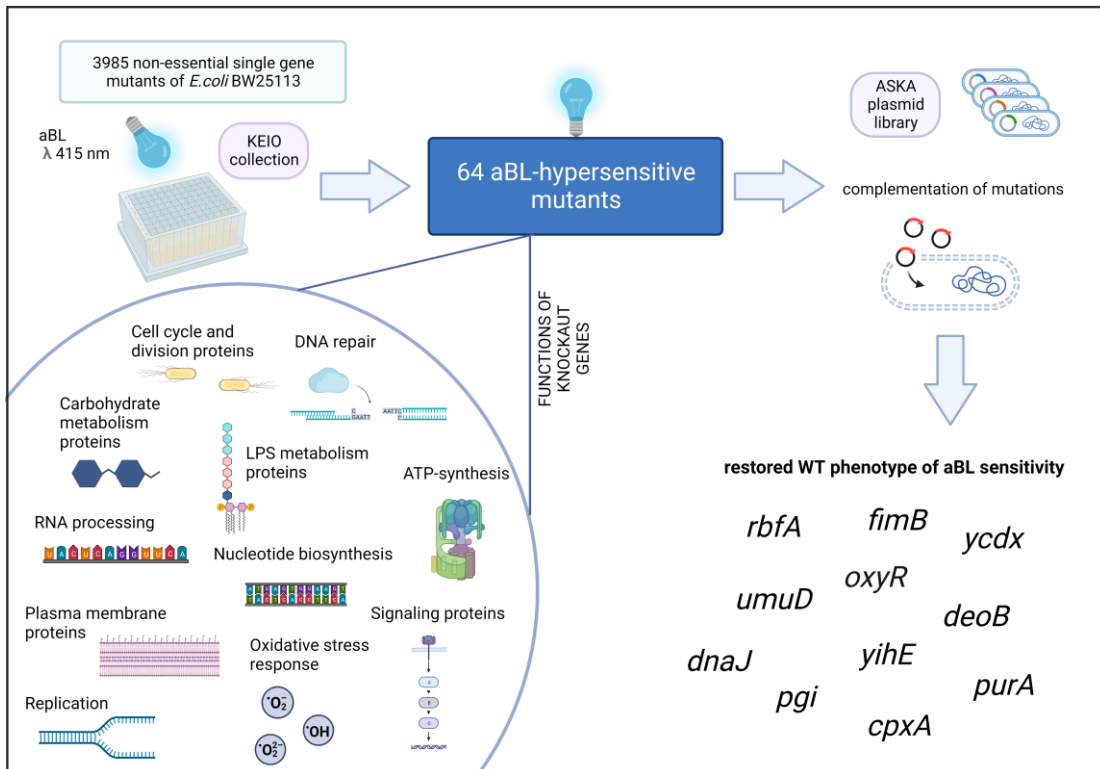 3985 non-essential single gene
mutants of E.coli BW25113
aBL
λ 415 nm
KEIO
collection
64 aBL-hypersensitive
mutants
ASKA
plasmid
library
complementation of mutations
FUNCTIONS OF
KNOCKAUT
GENES
Cell cycle and
division proteins
DNA repair
C
GAATT
AATTC
C
Carbohydrate
metabolism
proteins
LPS metabolism
proteins
P
P
ATP-synthesis
RNA processing
U A C U C A G G U U C A
Nucleotide biosynthesis
Plasma membrane
proteins
Oxidative stress
response
Signaling proteins
A
B
C
•O₂⁻
•OH
•O₂²⁻
Replication
restored WT phenotype of aBL sensitivity
rbfA
fimB
ycdx
oxyR
umuD
deoB
dnaJ
yihE
pgi
purA
cpxA